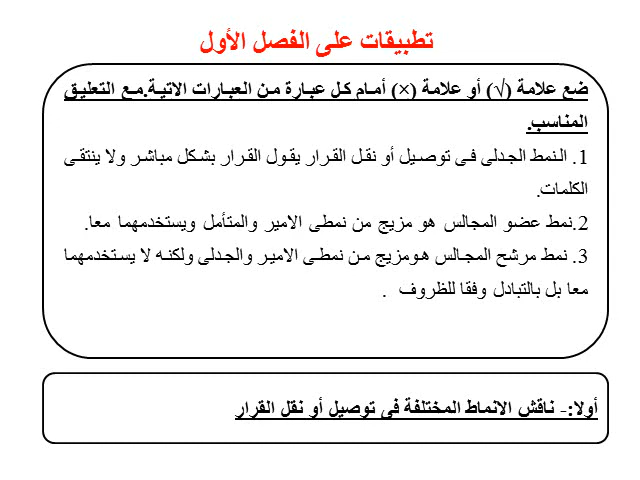 تطبيقات على الفصل الأول
ضع علامة (√) أو علامة (×) أمام كل عبارة من العبارات الاتية.مع التعليق
المناسب.
1. النمط الجدلى فى توصيل أو نقل القرار يقول القرار بشكل مباشر ولا ينتقى
الكلمات.
2.نمط عضو المجالس هو مزيج من نمطى الامير والمتأمل ويستخدمهما معا.
3. نمط مرشح المجالس هومزيج من نمطى الامير والجدلى ولكنه لا يستخدمهما
معا بل بالتبادل وفقا للظروف .
أولا:- ناقش الانماط المختلفة فى توصيل أو نقل القرار